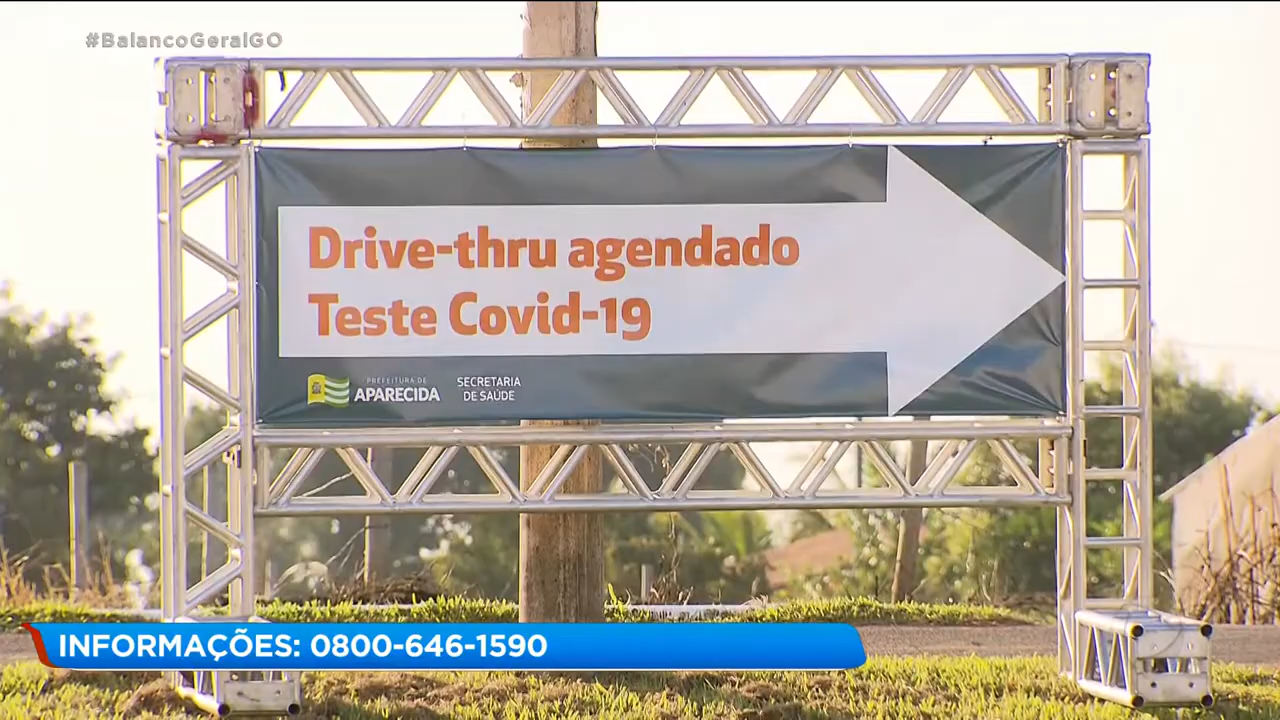 #BalancoGeralGO
Drive-thru agendado
Teste Covid-19
PREFEITURA DE
APARECIDA
SECRETARIA
DE SAÚDE
INFORMAÇÕES: 0800-646-1590